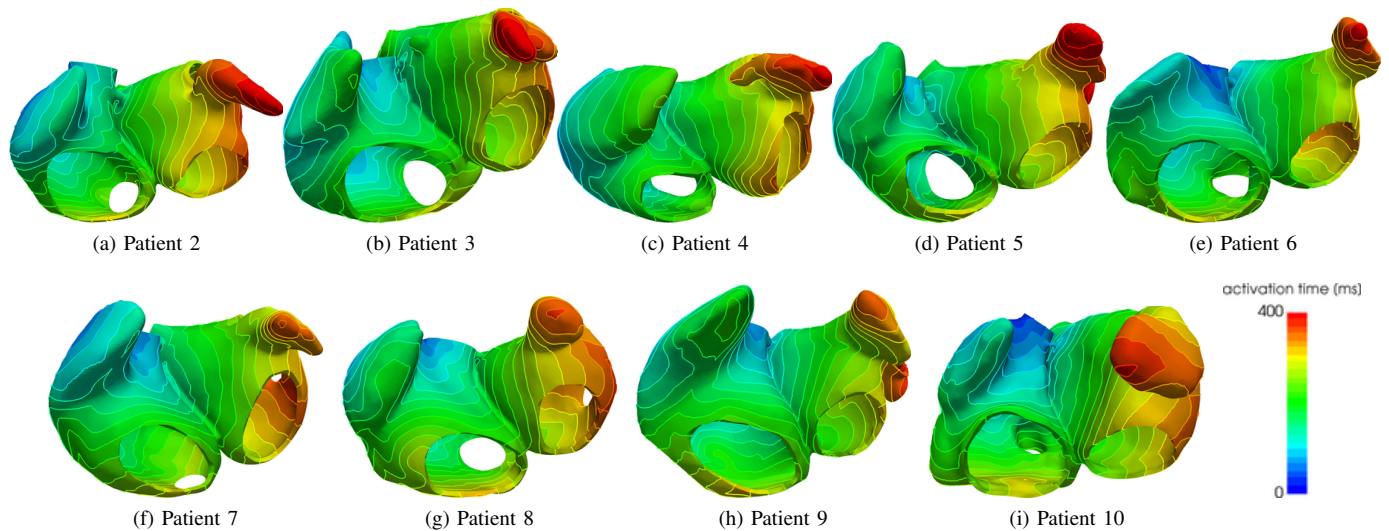 (a) Patient 2
(b) Patient 3
(c) Patient 4
(d) Patient 5
(e) Patient 6
activation time (ms)
400
0
(f) Patient 7
(g) Patient 8
(h) Patient 9
(i) Patient 10